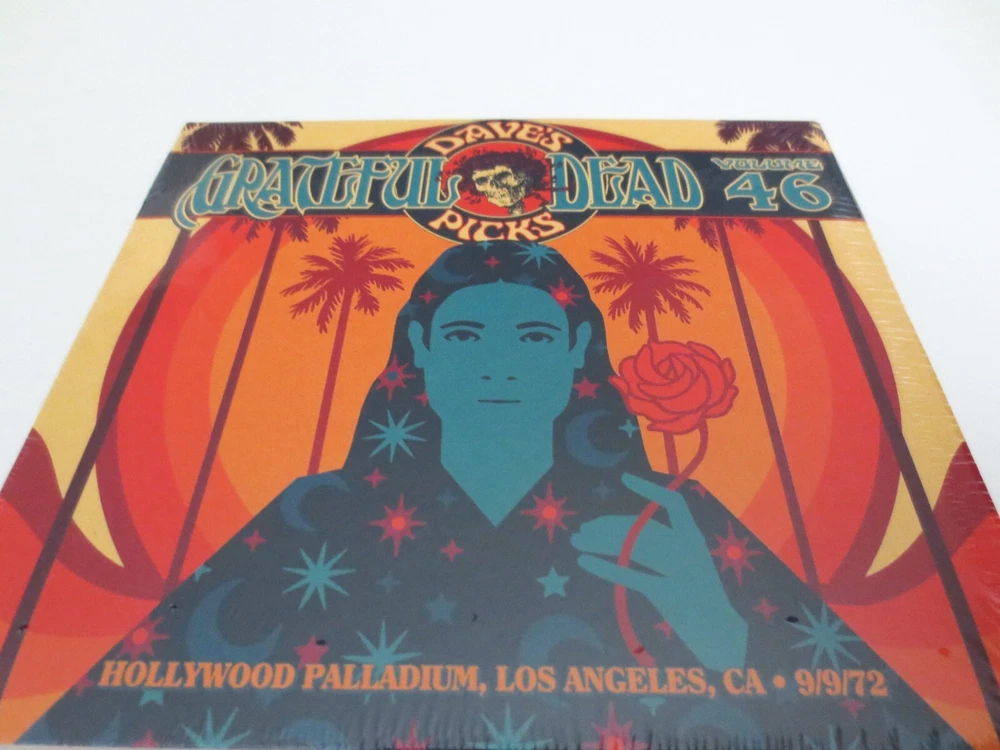 DAVE'S
GRATEFUL DEAD VOLUME 46
PICKS
HOLLYWOOD PALLADIUM, LOS ANGELES, CA • 9/9/72